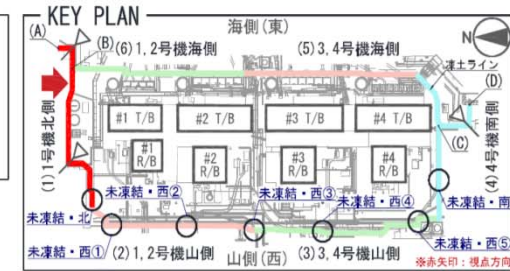 KEY PLAN
海側(東)
N
(A)
(B)
(6)1,2号機海側
(5)3,4号機海側
凍土ライン
(D)
(1)1号機北側
#1 T/B
#2 T/B
#3 T/B
#4 T/B
(C)
(4)4号機南側
#1
R/B
#2
R/B
#3
R/B
#4
R/B
未凍結・西②
未凍結・西③
未凍結・西④
未凍結・南
未凍結・北
未凍結・西①
(2)1,2号機山側
(3)3,4号機山側
未凍結・西⑤
山側(西)
※赤矢印:視点方向